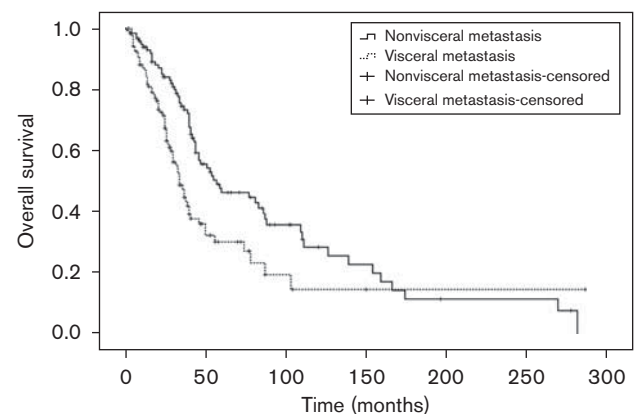 Nonvisceral metastasis
Visceral metastasis
Nonvisceral metastasis-censored
Visceral metastasis-censored
Overall survival
1.0
0.8
0.6
0.4
0.2
0.0
0 50 100 150 200 250 300
Time (months)